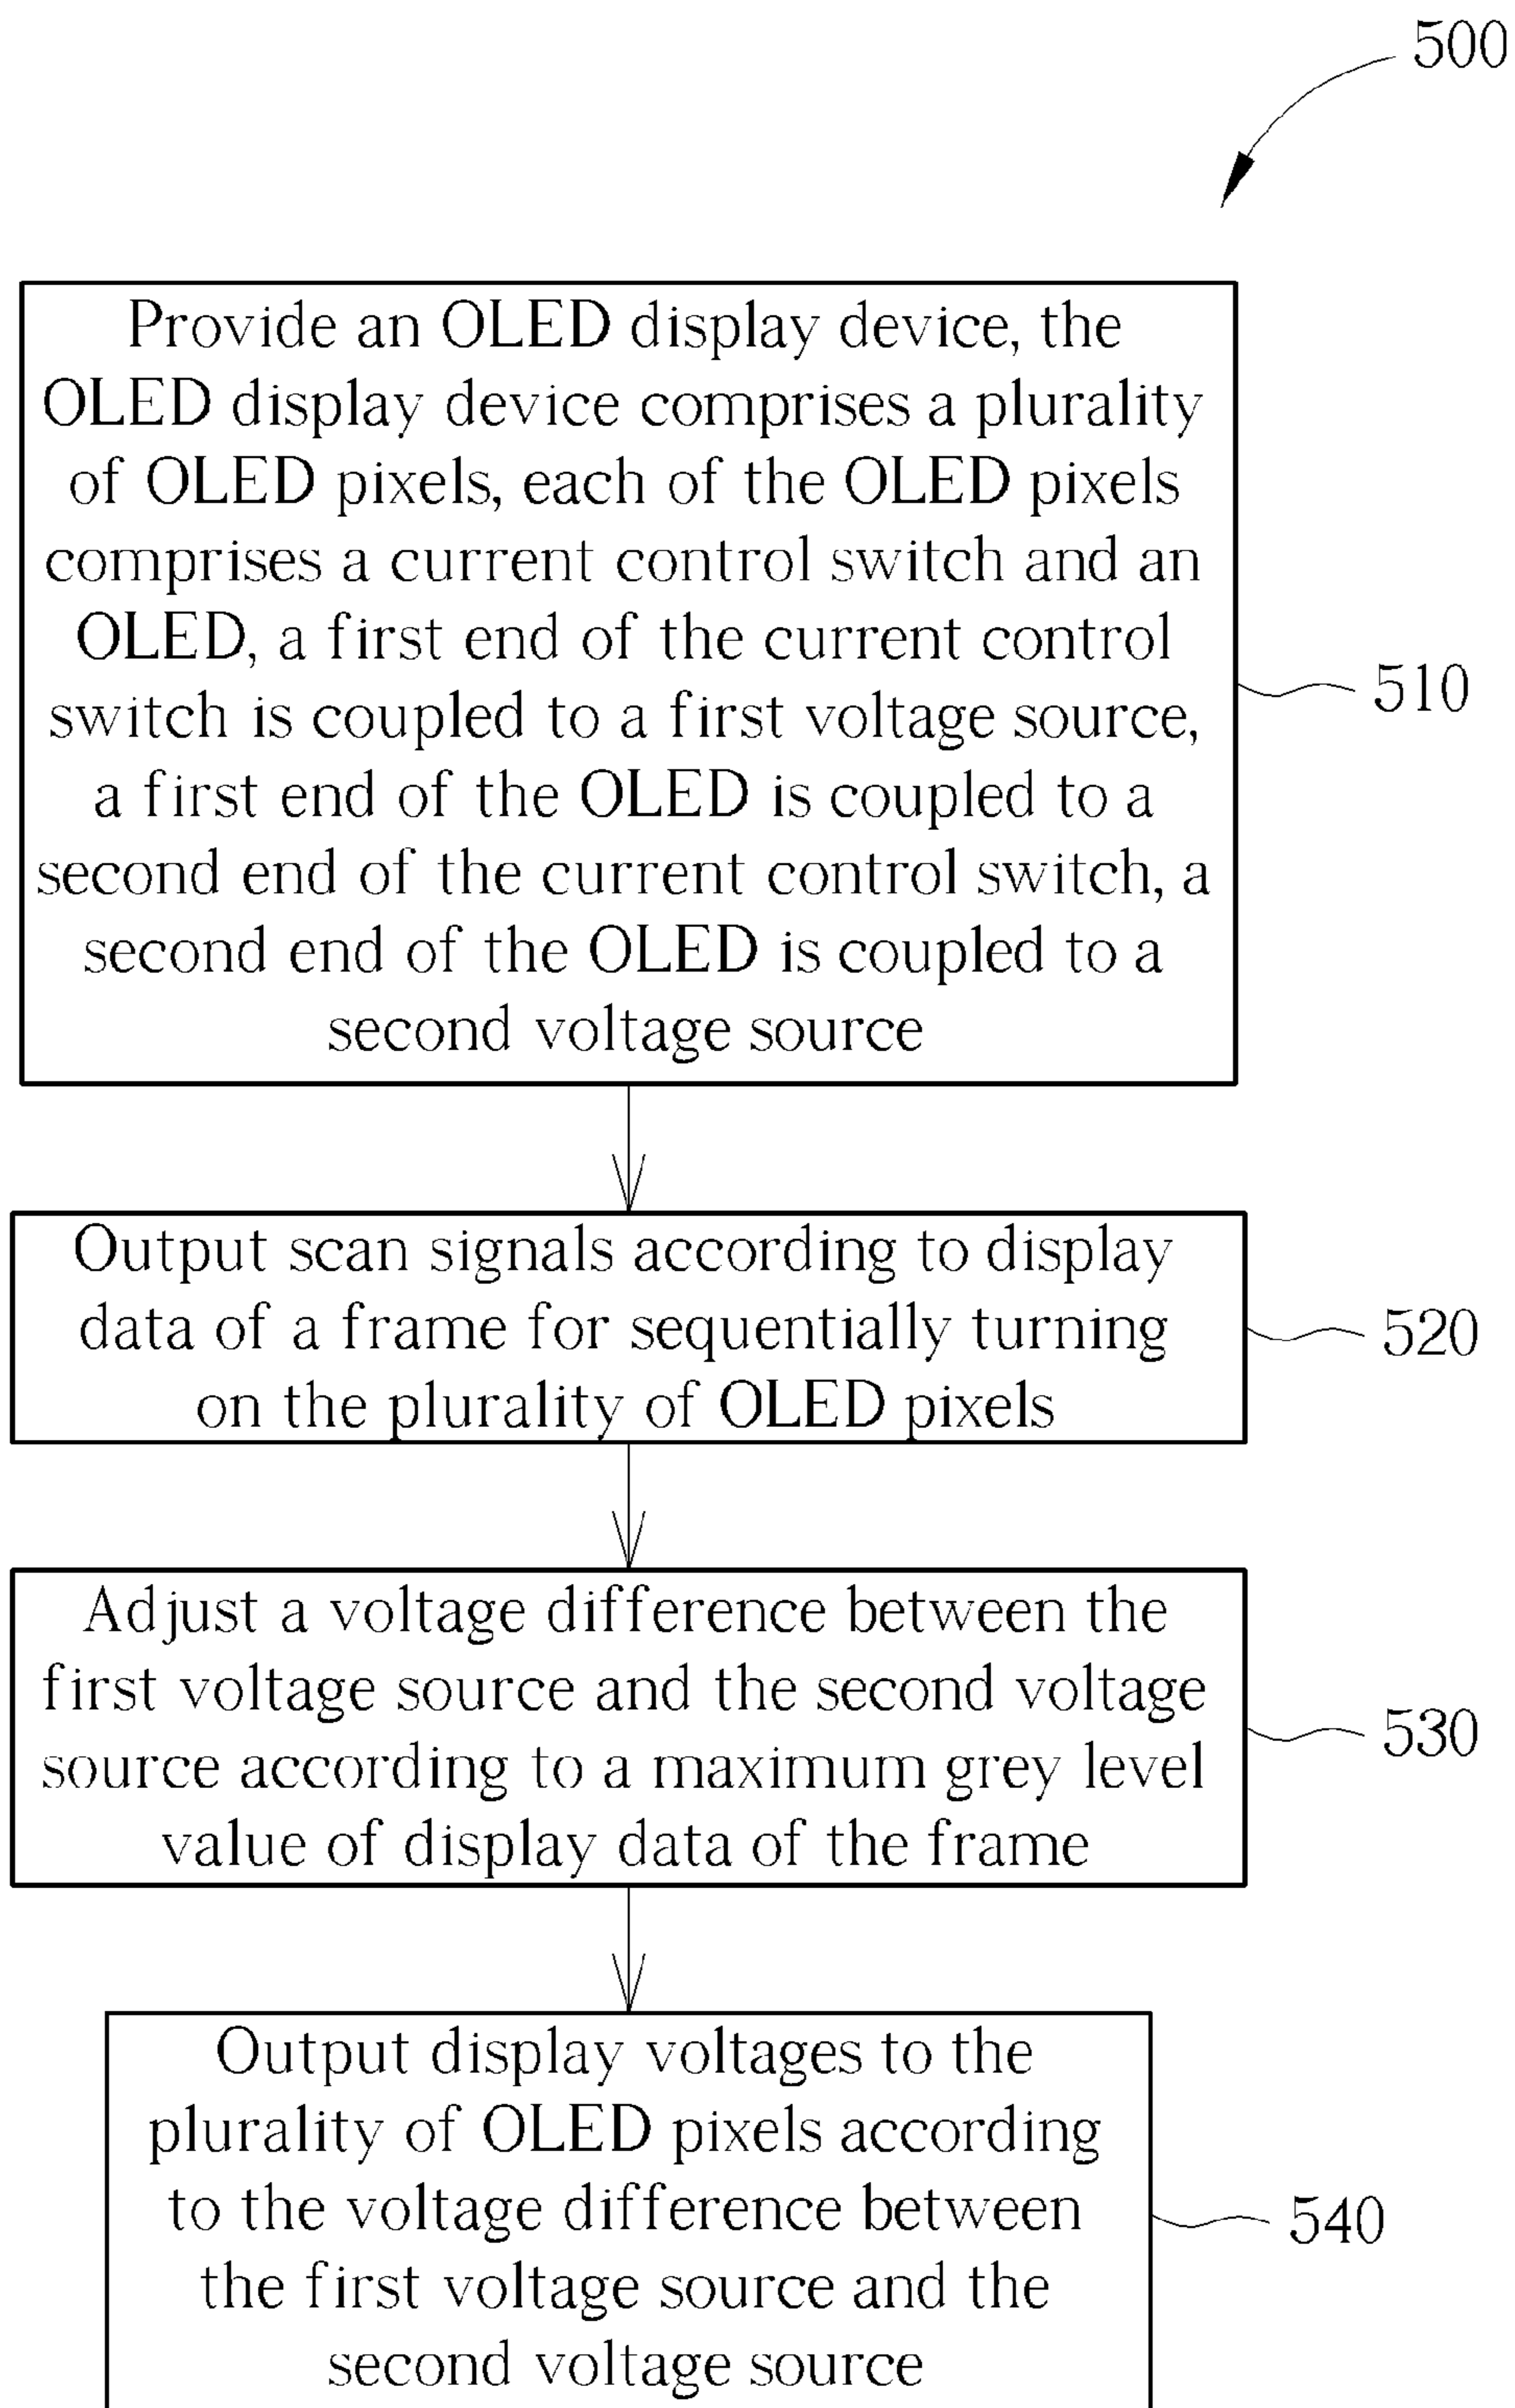 500
Provide an OLED display device, the
OLED display device comprises a plurality
of OLED pixels, each of the OLED pixels
comprises a current control switch and an
OLED, a first end of the current control
switch is coupled to a first voltage source,
a first end of the OLED is coupled to a
second end of the current control switch, a
second end of the OLED is coupled to a
second voltage source
510
Output scan signals according to display
data of a frame for sequentially turning
on the plurality of OLED pixels
520
Adjust a voltage difference between the
first voltage source and the second voltage
source according to a maximum grey level
value of display data of the frame
530
Output display voltages to the
plurality of OLED pixels according
to the voltage difference between
the first voltage source and the
second voltage source
540